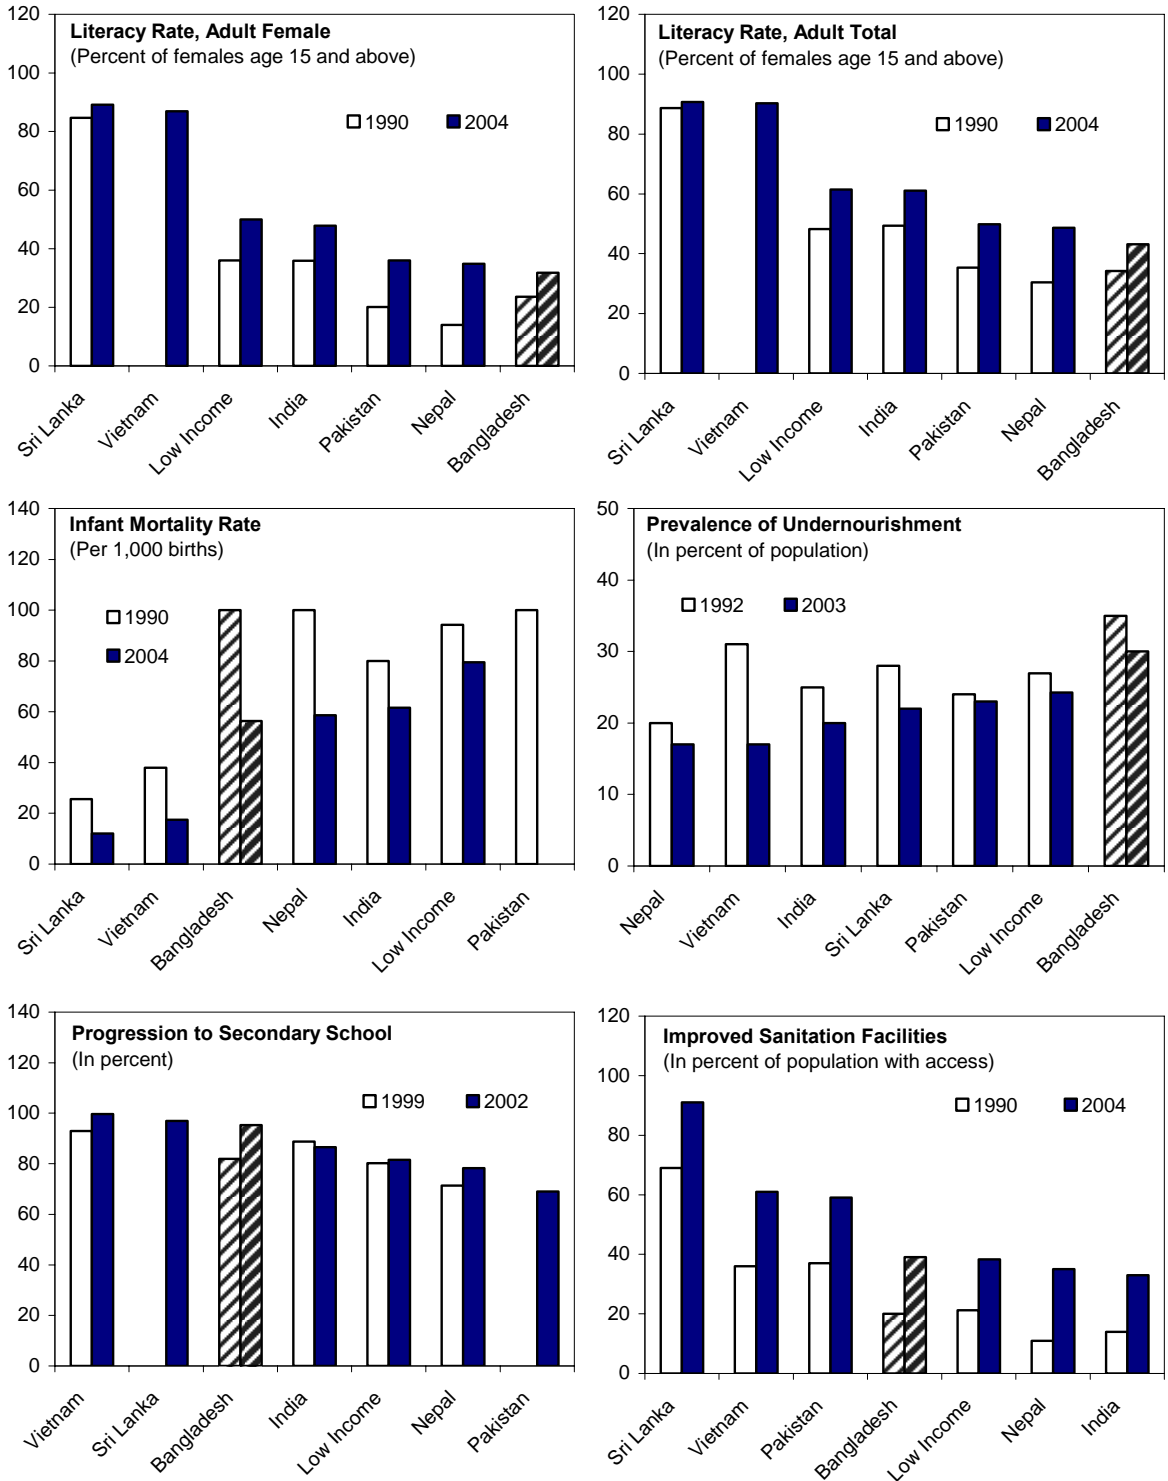 Literacy Rate, Adult Female
(Percent of females age 15 and above)
1990 2004
120
100
80
60
40
20
0
Sri Lanka Vietnam Low Income India Pakistan Nepal Bangladesh
Literacy Rate, Adult Total
(Percent of females age 15 and above)
1990 2004
120
100
80
60
40
20
0
Sri Lanka Vietnam Low Income India Pakistan Nepal Bangladesh
Infant Mortality Rate
(Per 1,000 births)
1990
2004
140
120
100
80
60
40
20
0
Sri Lanka Vietnam Bangladesh Nepal India Low Income Pakistan
Prevalence of Undernourishment
(In percent of population)
1992 2003
50
40
30
20
10
0
Nepal Vietnam India Sri Lanka Pakistan Low Income Bangladesh
Progression to Secondary School
(In percent)
1999 2002
140
120
100
80
60
40
20
0
Vietnam Sri Lanka Bangladesh India Low Income Nepal Pakistan
Improved Sanitation Facilities
(In percent of population with access)
1990 2004
120
100
80
60
40
20
0
Sri Lanka Vietnam Pakistan Bangladesh Low Income Nepal India